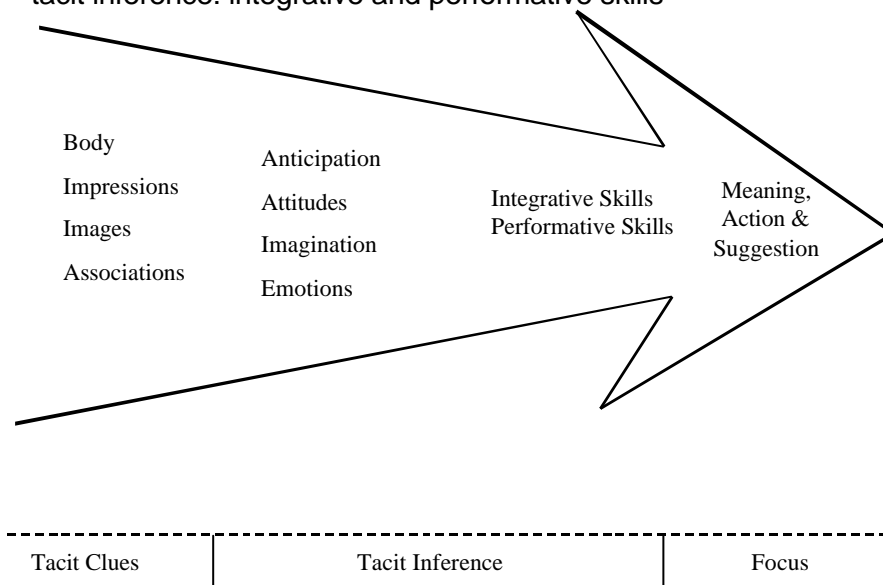 tacit inference: integrative and performative skills
Body
Impressions
Images
Associations
Anticipation
Attitudes
Imagination
Emotions
Integrative Skills
Performative Skills
Meaning,
Action &
Suggestion
Tacit Clues
Tacit Inference
Focus